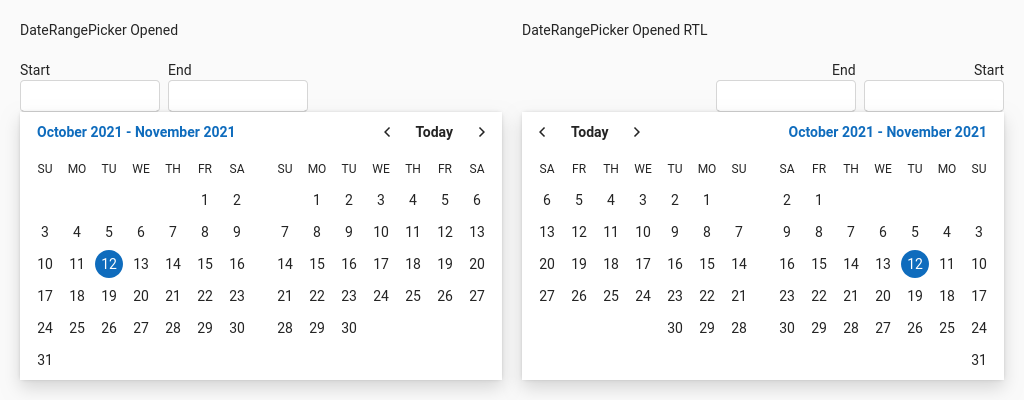 DateRangePicker Opened
Start End
October 2021 - November 2021 Today
SU MO TU WE TH FR SA SU MO TU WE TH FR SA
1 2 1 2 3 4 5 6
3 4 5 6 7 8 9 7 8 9 10 11 12 13
10 11 12 13 14 15 16 14 15 16 17 18 19 20
17 18 19 20 21 22 23 21 22 23 24 25 26 27
24 25 26 27 28 29 30 28 29 30
31
DateRangePicker Opened RTL
End Start
Today October 2021 - November 2021
SA FR TH WE TU MO SU SA FR TH WE TU MO SU
6 5 4 3 2 1 2 1
13 12 11 10 9 8 7 9 8 7 6 5 4 3
20 19 18 17 16 15 14 16 15 14 13 12 11 10
27 26 25 24 23 22 21 23 22 21 20 19 18 17
30 29 28 30 29 28 27 26 25 24
31